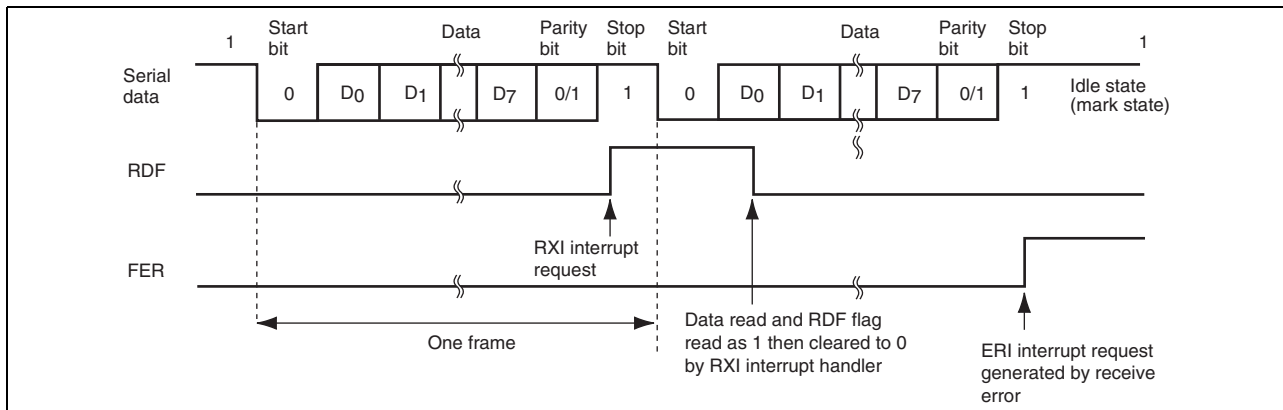 1
Start bit
Data
Parity bit
Stop bit
Start bit
Data
Parity bit
Stop bit
1
Serial data
0
D0
D1
D7
0/1
1
0
D0
D1
D7
0/1
1
Idle state
(mark state)
RDF
RXI interrupt
request
FER
One frame
Data read and RDF flag
read as 1 then cleared to 0
by RXI interrupt handler
ERI interrupt request
generated by receive
error